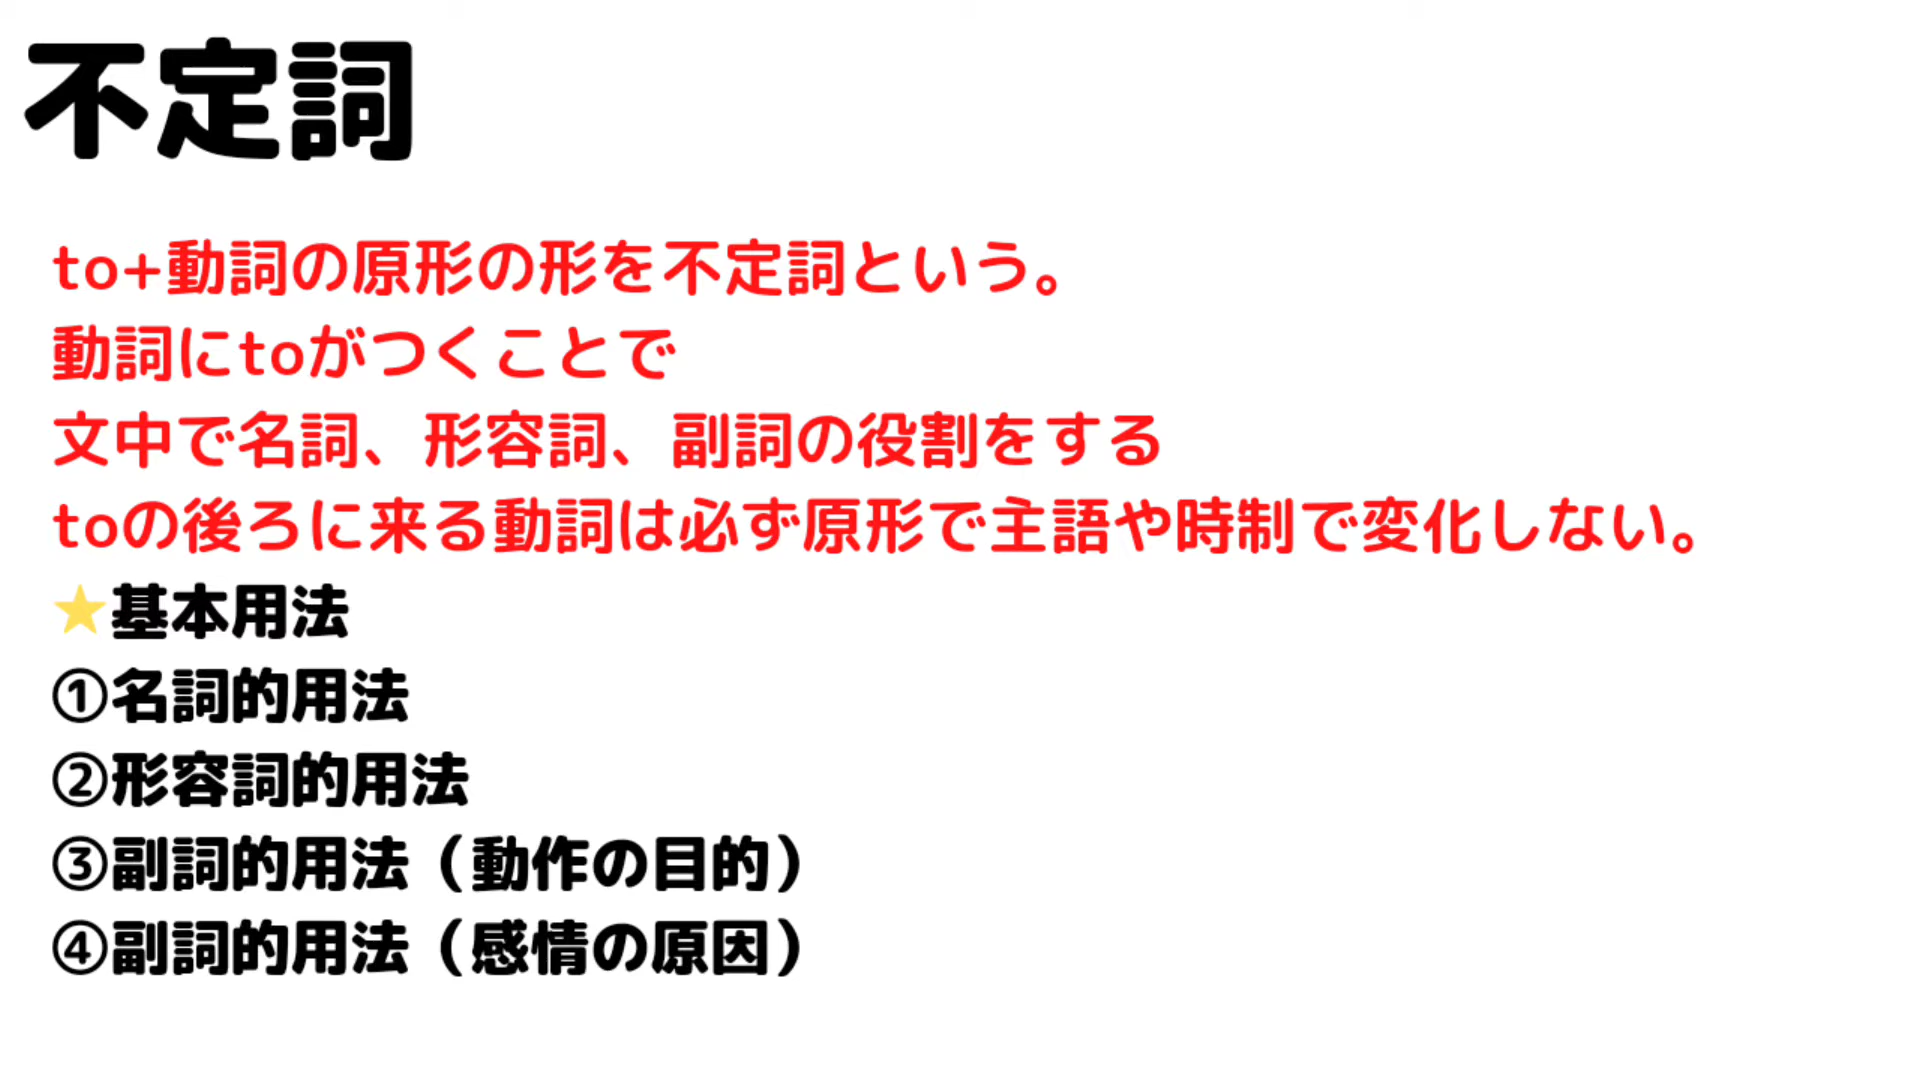 不定詞
to+動詞の原形の形を不定詞という。
動詞にtoがつくことで
文中で名詞、形容詞、副詞の役割をする
toの後ろに来る動詞は必ず原形で主語や時制で変化しない。
⭐基本用法
①名詞的用法
②形容詞的用法
③副詞的用法（動作の目的）
④副詞的用法（感情の原因）